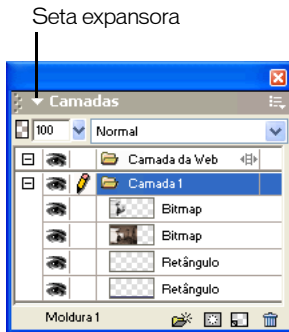 Seta expansora
Camadas
100 Normal
Camada da Web
Camada 1
Bitmap
Bitmap
Retângulo
Retângulo
Moldura 1